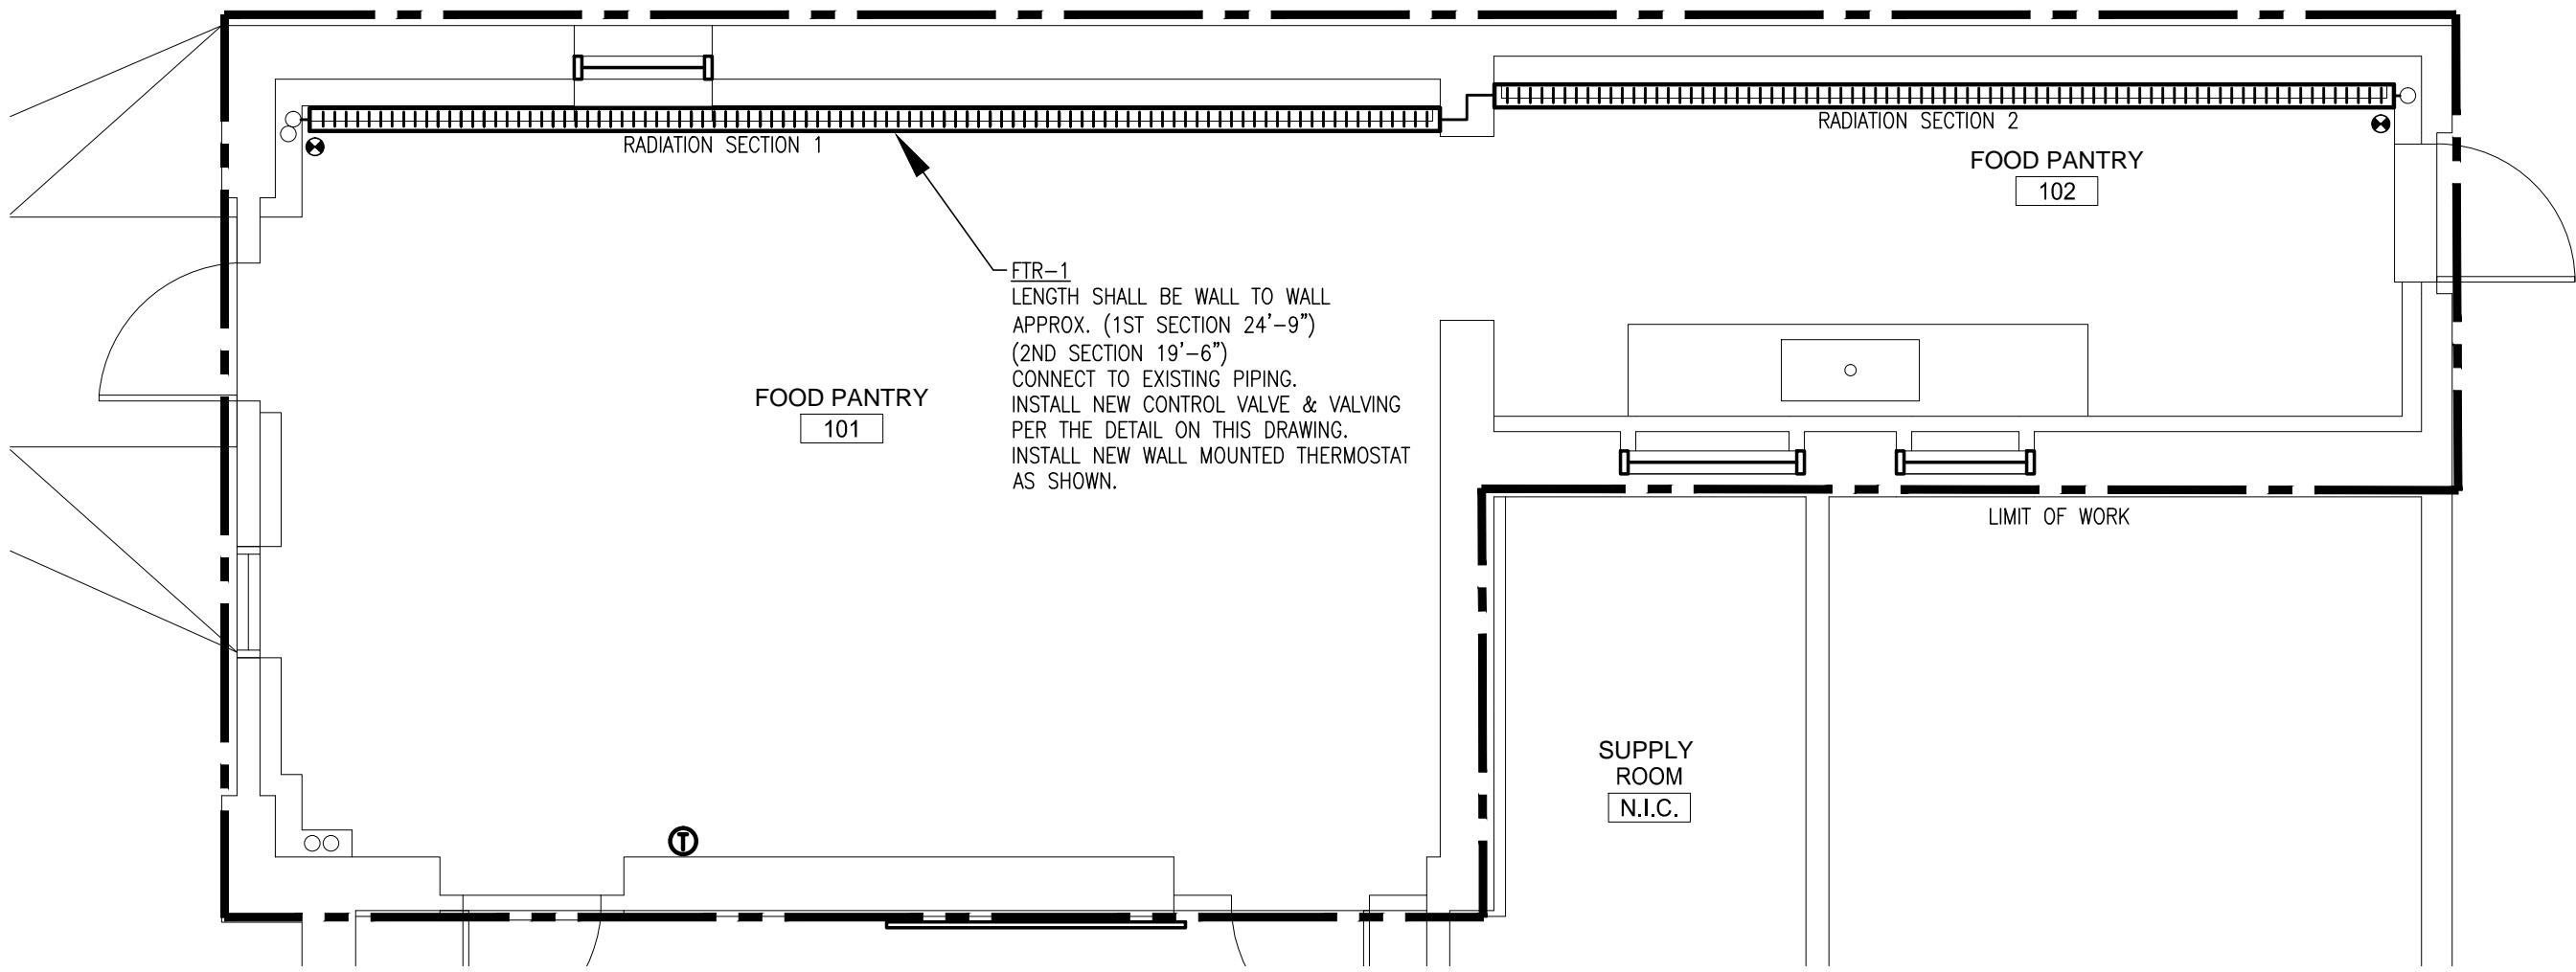 RADIATION SECTION 1
RADIATION SECTION 2
FOOD PANTRY
102
FTR-1
LENGTH SHALL BE WALL TO WALL
APPROX. (1ST SECTION 24'-9")
(2ND SECTION 19'-6")
CONNECT TO EXISTING PIPING.
INSTALL NEW CONTROL VALVE & VALVING
PER THE DETAIL ON THIS DRAWING.
INSTALL NEW WALL MOUNTED THERMOSTAT
AS SHOWN.
FOOD PANTRY
101
LIMIT OF WORK
SUPPLY
ROOM
N.I.C.
T